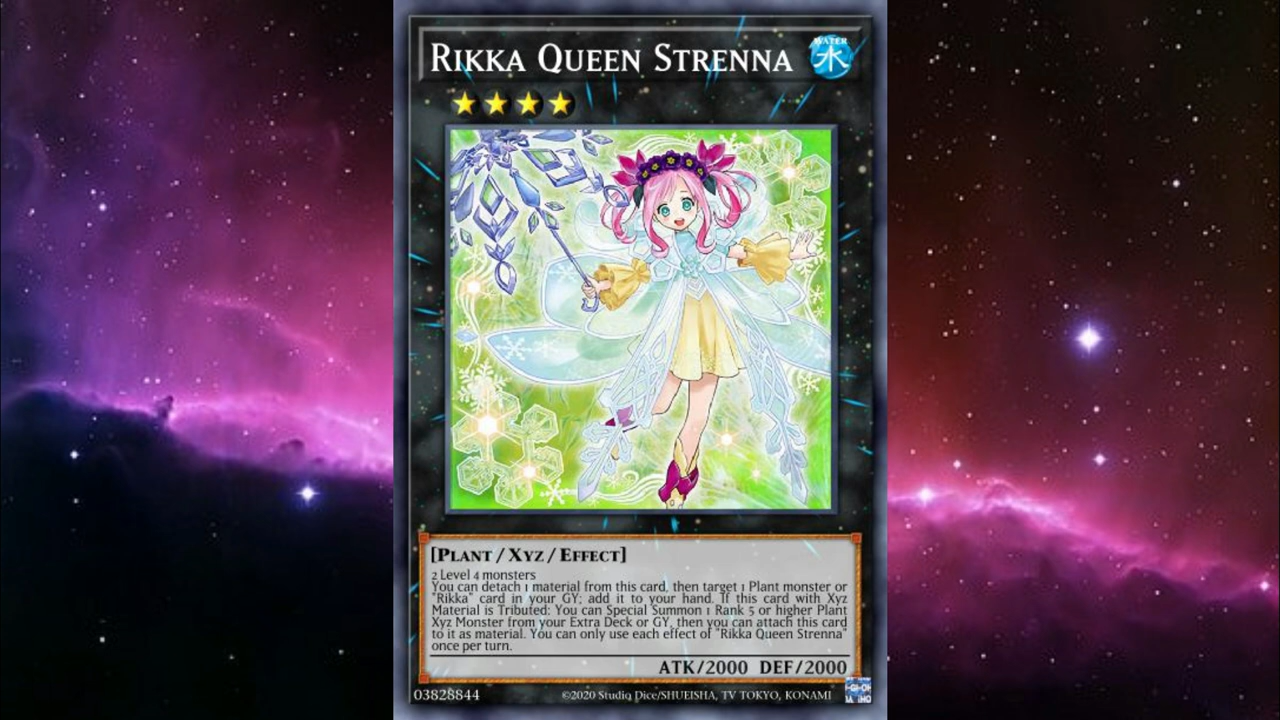 RIKKA QUEEN STRENNA
WATER
水
[PLANT / XYZ / EFFECT]
2 Level 4 monsters
You can detach 1 material from this card, then target 1 Plant monster or
"Rikka" card in your GY; add it to your hand. If this card with Xyz
Material is Tributed: You can Special Summon 1 Rank 5 or higher Plant
Xyz Monster from your Extra Deck or GY, then you can attach this card
to it as material. You can only use each effect of "Rikka Queen Strenna"
once per turn.
ATK/2000 DEF/2000
03828844 ©2020 Studio Dice/SHUEISHA, TV TOKYO, KONAMI